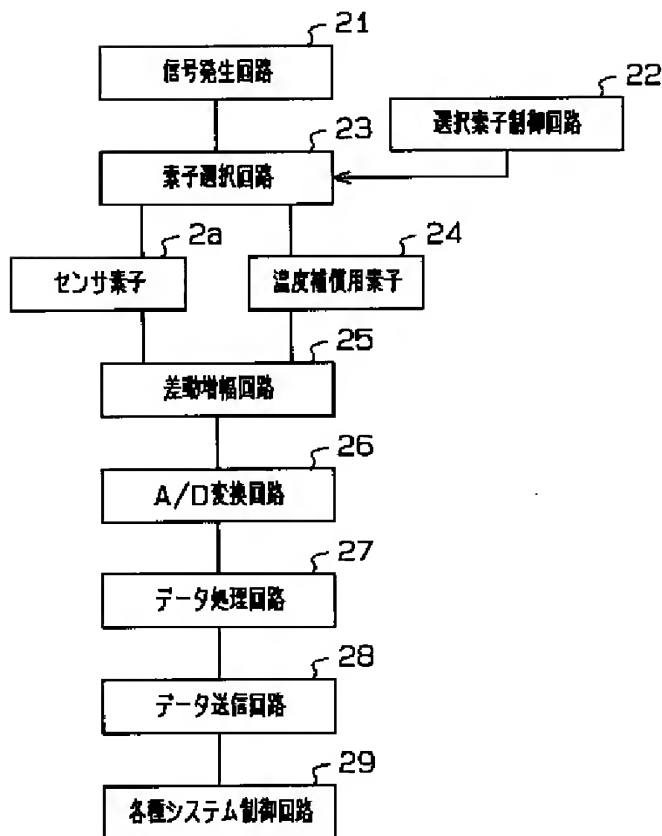 21
信号発生回路
22
選択素子制御回路
23
素子選択回路
2a
センサ素子
24
温度補償用素子
25
差動増幅回路
26
A/D変換回路
27
データ処理回路
28
データ送信回路
29
各種システム制御回路